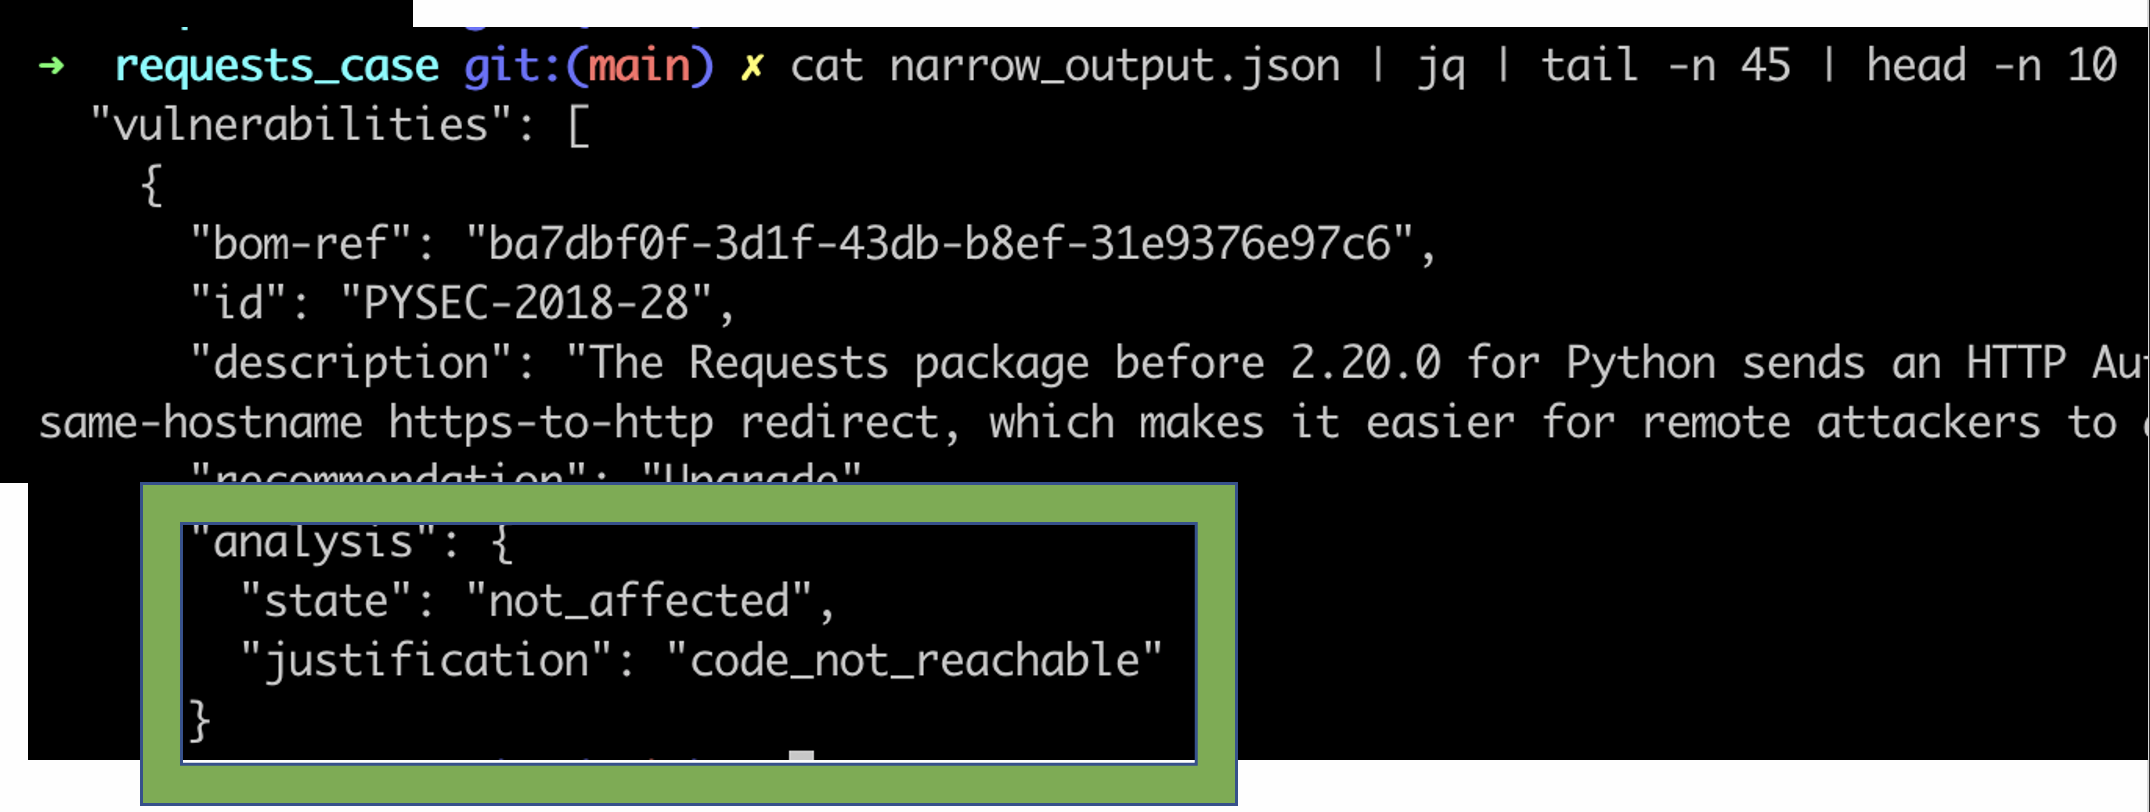 ➜ requests_case git:(main) ✗ cat narrow_output.json | jq | tail -n 45 | head -n 10
"vulnerabilities": [
{
"bom-ref": "ba7dbf0f-3d1f-43db-b8ef-31e9376e97c6",
"id": "PYSEC-2018-28",
"description": "The Requests package before 2.20.0 for Python sends an HTTP
same-hostname https-to-http redirect, which makes it easier for remote attackers to
"recommendation": "Upgrade"
"analysis": {
"state": "not_affected",
"justification": "code_not_reachable"
}